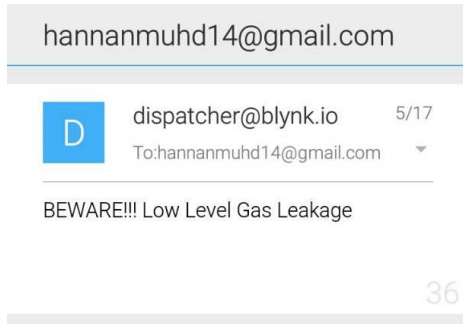 hannanmuhd14@gmail.com
D
dispatcher@blynk.io 5/17
To:hannanmuhd14@gmail.com
BEWARE!!! Low Level Gas Leakage
36